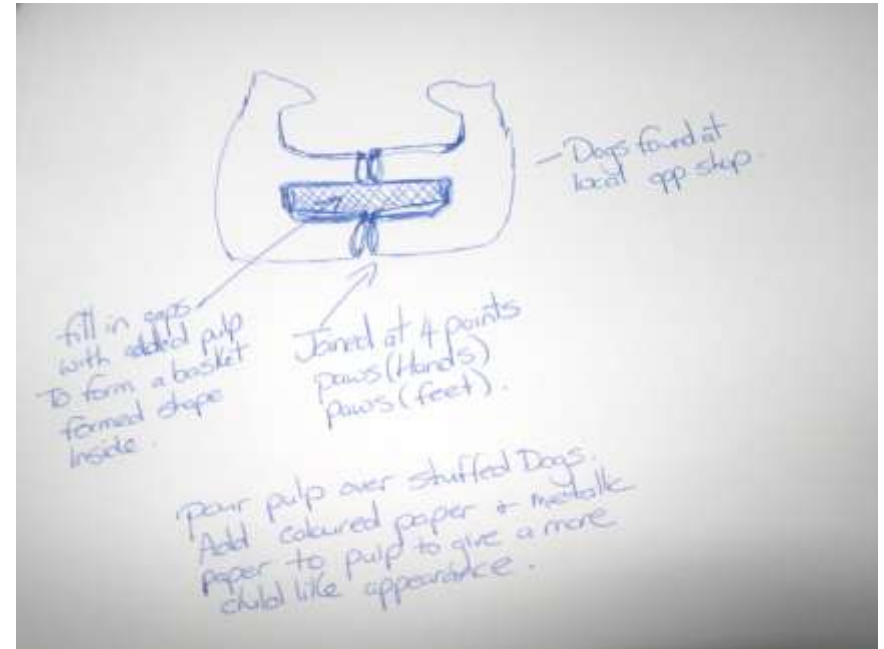 - Dogs found at
local opp shop.
fill in gaps
with added pulp
To form a basket
formed shape
Inside.
Joined at 4 points
paws (Hands)
paws (feet).
pour pulp over stuffed Dogs.
Add coloured paper + metallic
paper to pulp to give a more
child like appearance.